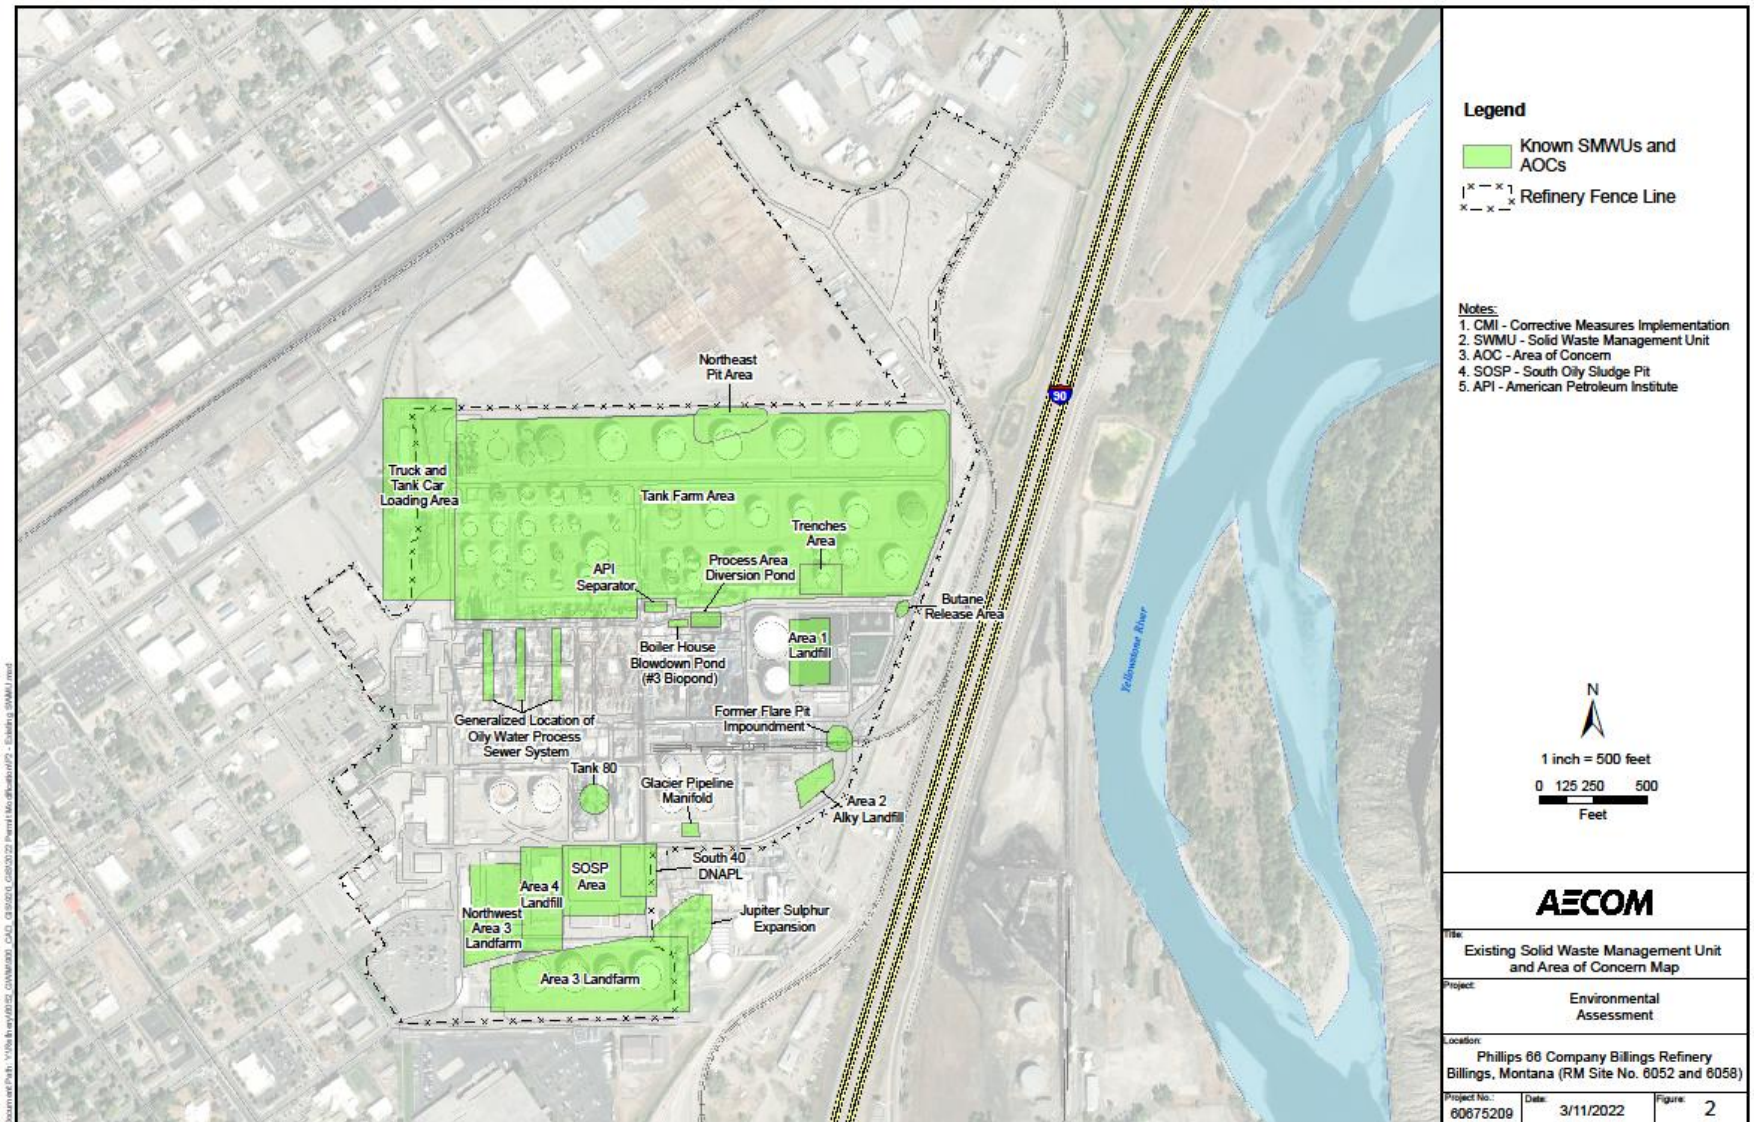 Northeast
Pit Area
Truck and
Tank Car
Loading Area
Tank Farm Area
Trenches
Area
Process Area
Diversion Pond
API
Separator
Butane
Release Area
Area 1
Landfill
Boiler House
Blowdown Pond
(#3 Biopond)
Former Flare Pit
Impoundment
Generalized Location of
Oily Water Process
Sewer System
Tank 80
Glacier Pipeline
Manifold
Area 2
Alky Landfill
SOSP
Area
South 40
DNAPL
Area 4
Landfill
Northwest
Area 3
Landfarm
Jupiter Sulphur
Expansion
Area 3 Landfarm
90
Yellowstone River
Legend
Known SMWUs and
AOCs
Refinery Fence Line
Notes:
1. CMI - Corrective Measures Implementation
2. SWMU - Solid Waste Management Unit
3. AOC - Area of Concern
4. SOSP - South Oily Sludge Pit
5. API - American Petroleum Institute
N
1 inch = 500 feet
0 125 250 500
Feet
AECOM
Title:
Existing Solid Waste Management Unit
and Area of Concern Map
Project:
Environmental
Assessment
Location:
Phillips 66 Company Billings Refinery
Billings, Montana (RM Site No. 6052 and 6058)
Project No.: 60675209
Date: 3/11/2022
Figure: 2